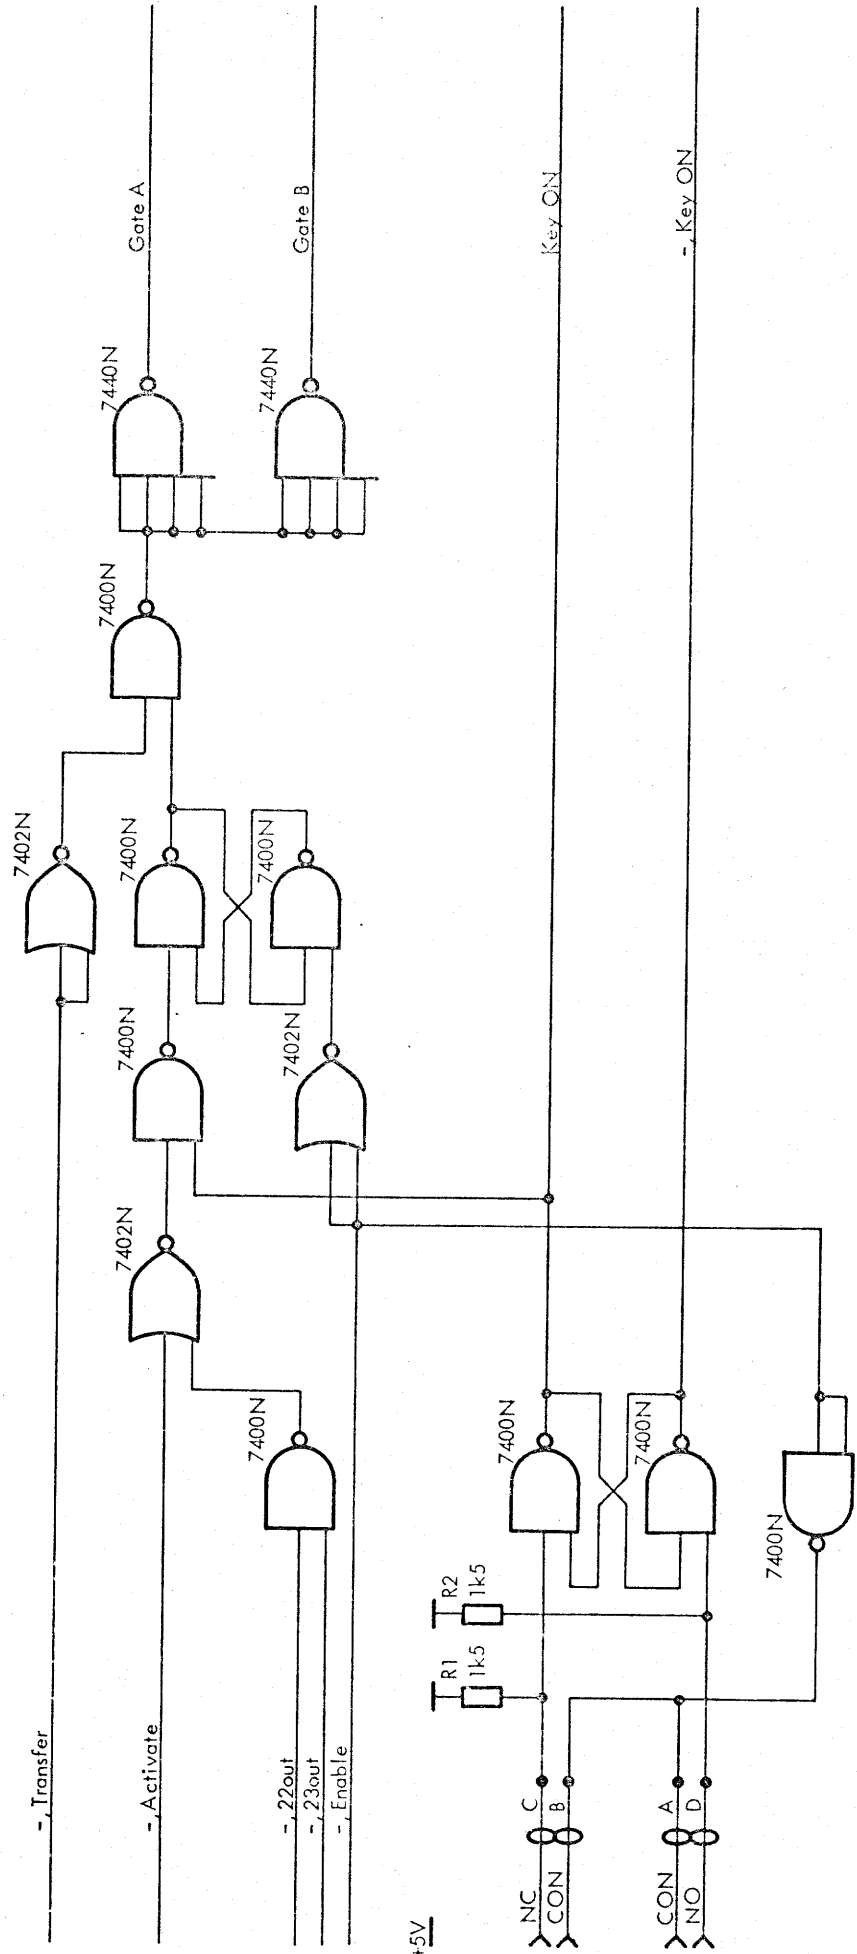 -,Transfer
-,Activate
-,22out
-,23out
-,Enable
+5V
NC
CON
CON
NO
C
B
A
D
R1
1k5
R2
1k5
7400N
7400N
7400N
7400N
7402N
7400N
7402N
7402N
7400N
7400N
7400N
7440N
7440N
Gate A
Gate B
Key ON
-,Key ON